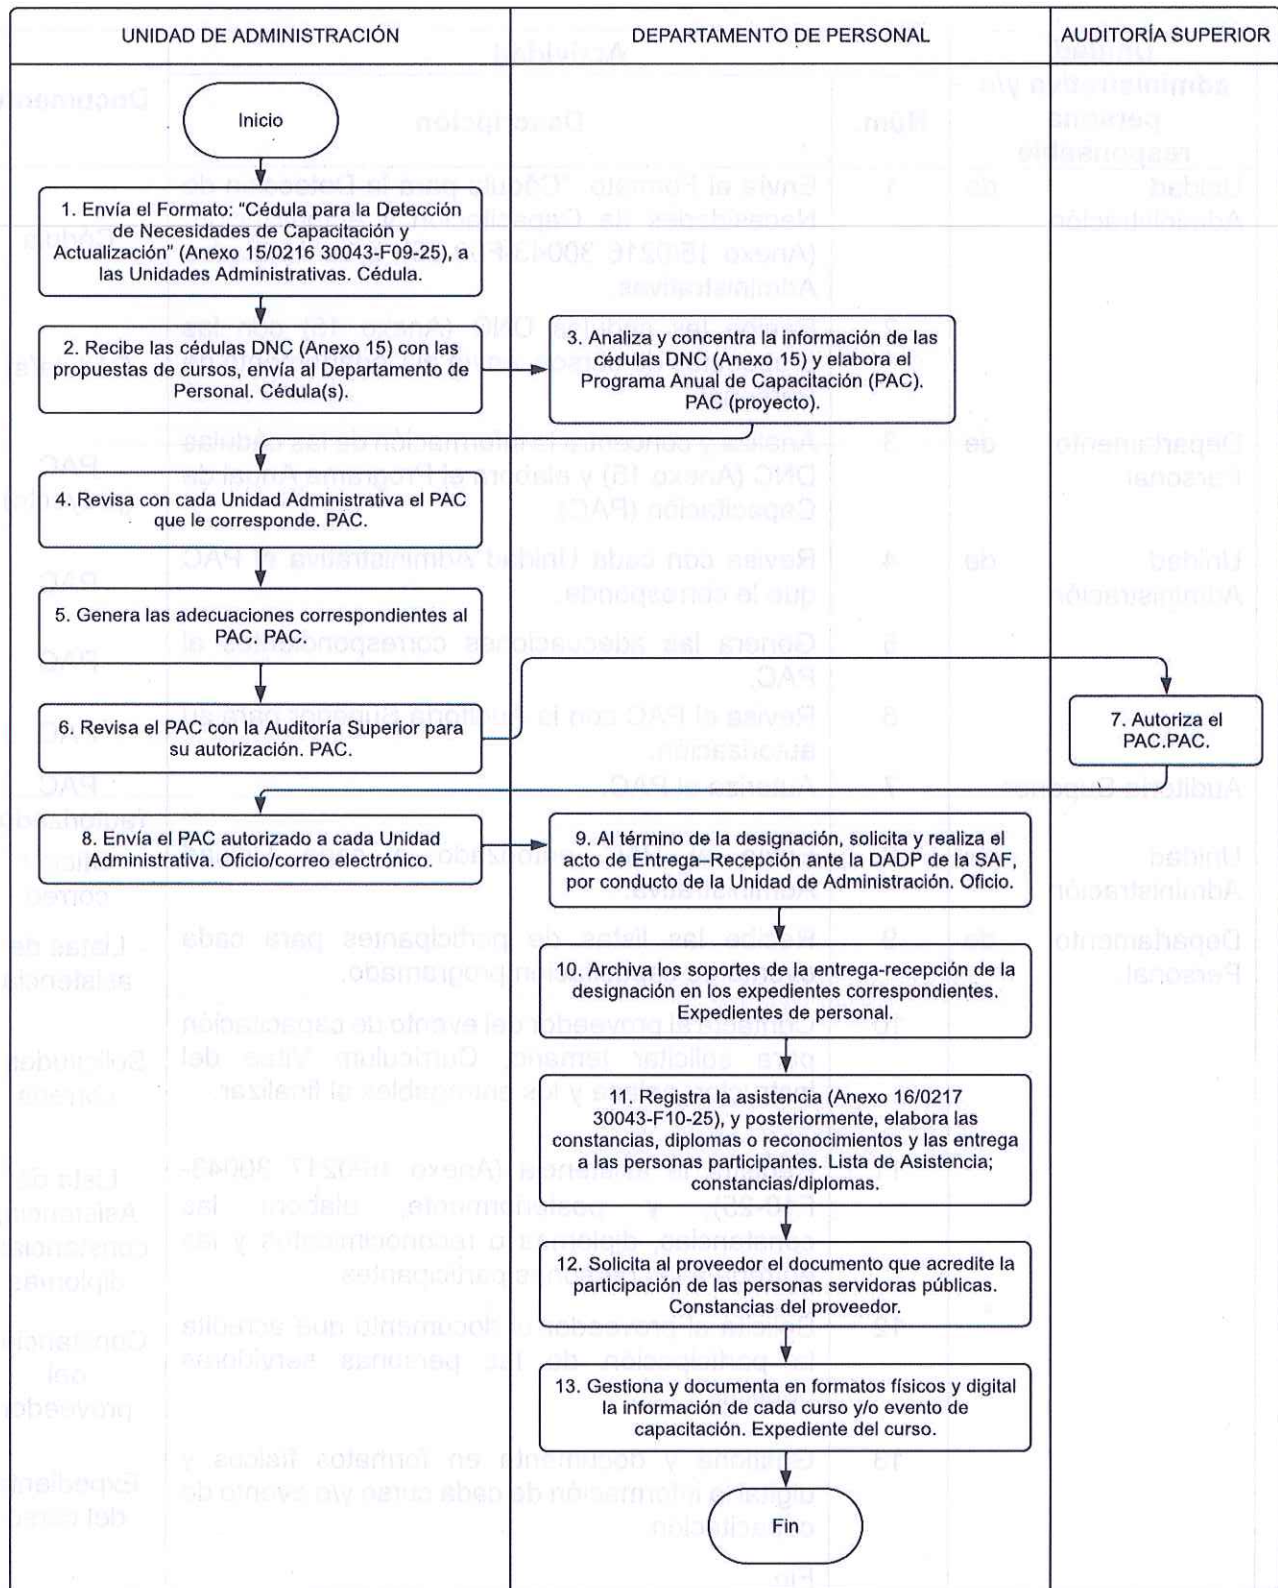 UNIDAD DE ADMINISTRACIÓN
DEPARTAMENTO DE PERSONAL
AUDITORÍA SUPERIOR
Inicio
1. Envía el Formato: “Cédula para la Detección
de Necesidades de Capacitación y
Actualización” (Anexo 15/0216 30043-F09-25), a
las Unidades Administrativas. Cédula.
2. Recibe las cédulas DNC (Anexo 15) con las
propuestas de cursos, envía al Departamento de
Personal. Cédula(s).
3. Analiza y concentra la información de las
cédulas DNC (Anexo 15) y elabora el
Programa Anual de Capacitación (PAC).
PAC (proyecto).
4. Revisa con cada Unidad Administrativa el PAC
que le corresponde. PAC.
5. Genera las adecuaciones correspondientes al
PAC. PAC.
6. Revisa el PAC con la Auditoría Superior para
su autorización. PAC.
7. Autoriza el
PAC.PAC.
8. Envía el PAC autorizado a cada Unidad
Administrativa. Oficio/correo electrónico.
9. Al término de la designación, solicita y realiza el
acto de Entrega–Recepción ante la DADP de la SAF,
por conducto de la Unidad de Administración. Oficio.
10. Archiva los soportes de la entrega-recepción de la
designación en los expedientes correspondientes.
Expedientes de personal.
11. Registra la asistencia (Anexo 16/0217
30043-F10-25), y posteriormente, elabora las
constancias, diplomas o reconocimientos y las entrega
a las personas participantes. Lista de Asistencia;
constancias/diplomas.
12. Solicita al proveedor el documento que acredite la
participación de las personas servidoras públicas.
Constancias del proveedor.
13. Gestiona y documenta en formatos físicos y digital
la información de cada curso y/o evento de
capacitación. Expediente del curso.
Fin